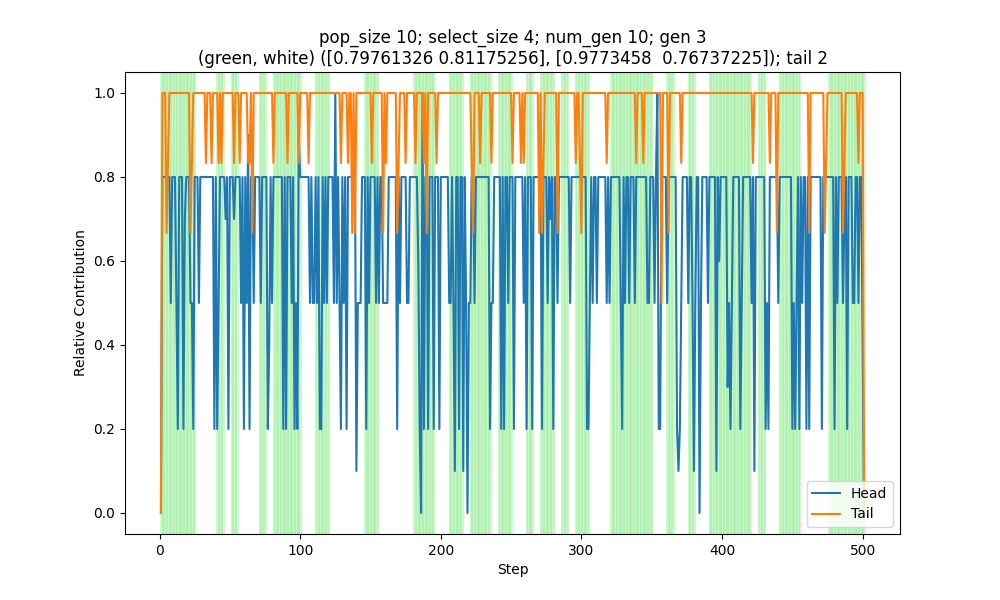 pop_size 10; select_size 4; num_gen 10; gen 3
(green, white) ([0.79761326 0.81175256], [0.9773458  0.76737225]); tail 2
1.0
0.8
0.6
0.4
0.2
0.0
Relative Contribution
0 100 200 300 400 500
Step
Head
Tail